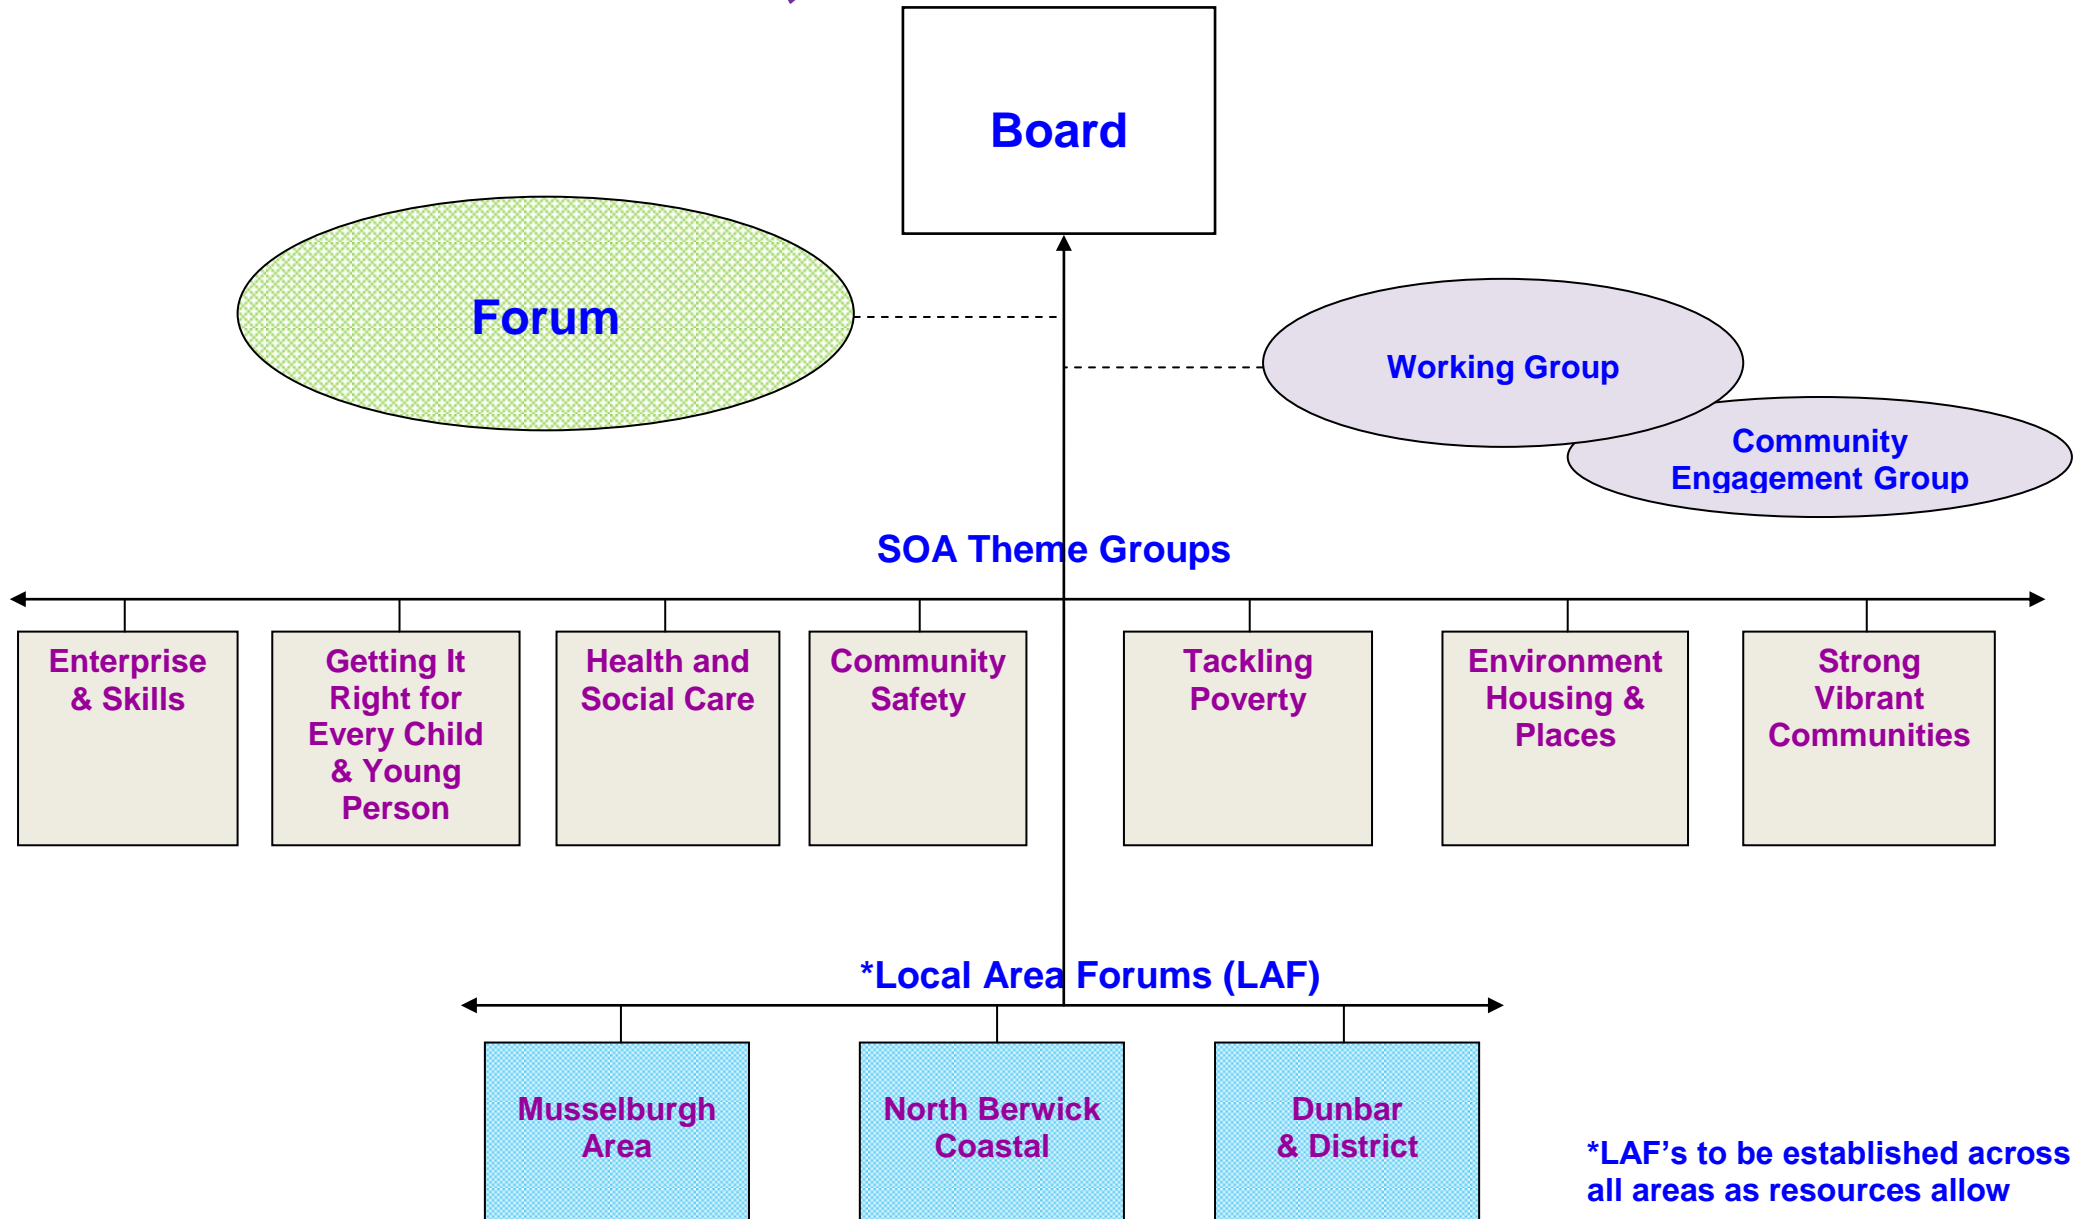 Board
Forum
Working Group
Community
Engagement Group
SOA Theme Groups
Enterprise
& Skills
Getting It
Right for
Every Child
& Young
Person
Health and
Social Care
Community
Safety
Tackling
Poverty
Environment
Housing &
Places
Strong
Vibrant
Communities
*Local Area Forums (LAF)
Musselburgh
Area
North Berwick
Coastal
Dunbar
& District
*LAF’s to be established across
all areas as resources allow